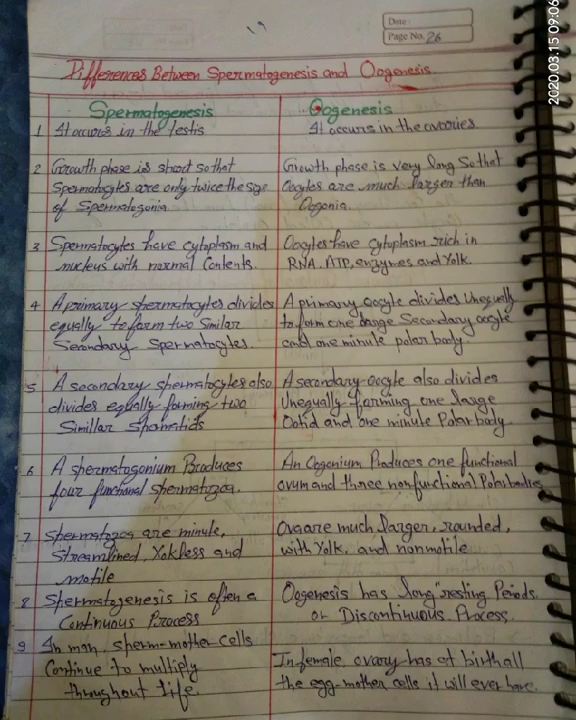 19
Date:
Page No. 26
2020.03.15 09:06
Differences Between Spermatogenesis and Oogenesis
Spermatogenesis
Oogenesis
1 It occurs in the testis
It occurs in the ovaries
2 Growth phase is short so that
Spermatocytes are only twice the size
of Spermatogonia
Growth phase is very long so that
Oocytes are much larger than
Oogonia.
3 Spermatocytes have cytoplasm and
nucleus with normal Contents.
Oocytes have cytoplasm rich in
RNA, ATP, enzymes and Yolk.
4 A primary spermatocytes divides
equally to form two Similar
Secondary Spermatocytes.
A primary oocyte divides Unequally
to form one large Secondary oocyte
and one minute polar body.
5 A secondary spermatocytes also
divides equally forming two
Simillar Spamatids
A secondary oocyte also divides
Unequally forming one large
Ootid and one minute Polar body
6 A spermatogonium Produces
four functional spermatozoa.
An Oogenium Produces one functional
ovum and three nonfunctional Polar bodies
7 Spermatozoa are minute,
Streamlined, Yokless and
motile
Ova are much larger, rounded,
with Yolk, and nonmotile
8 Spermatogenesis is often a
Continuous Process
Oogenesis has long "resting Periods
or Discontinuous Process.
9 In man, sperm-mother cells
Continue to multiply
throughout life.
In female ovary has at birth all
the egg-mother cells it will ever have.